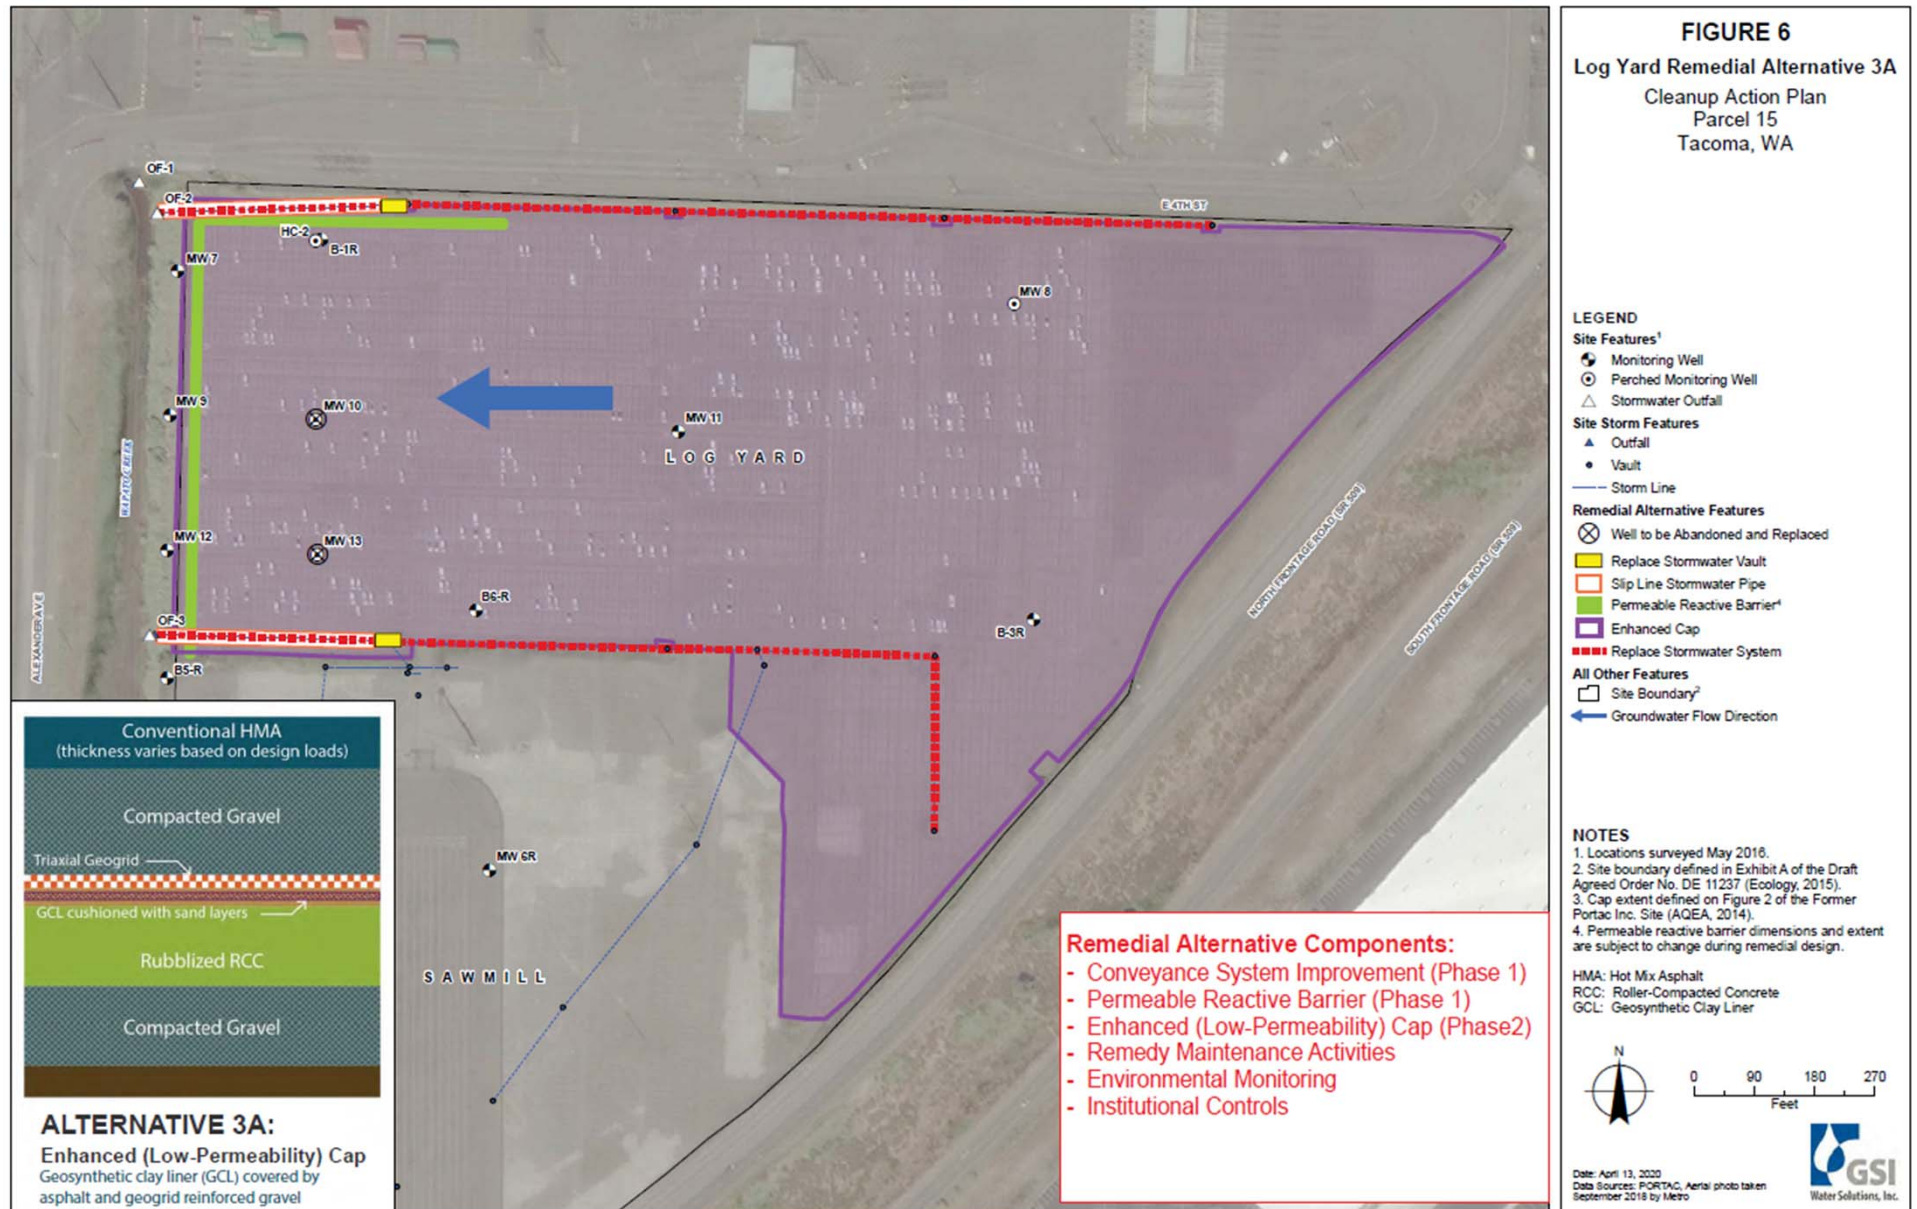 OF-1
OF-2
E 4TH ST
HC-2
B-1R
MW 7
MW 8
MW 9
MW 10
MW 11
LOG YARD
WAPATO CREEK
MW 12
MW 13
B6-R
B-3R
OF-3
B5-R
ALEXANDER AVE
NORTH FRONTAGE ROAD (SR 509)
SOUTH FRONTAGE ROAD (SR 509)
MW 6R
SAWMILL
Conventional HMA
(thickness varies based on design loads)
Compacted Gravel
Triaxial Geogrid
GCL cushioned with sand layers
Rubblized RCC
Compacted Gravel
ALTERNATIVE 3A:
Enhanced (Low-Permeability) Cap
Geosynthetic clay liner (GCL) covered by
asphalt and geogrid reinforced gravel
Remedial Alternative Components:
- Conveyance System Improvement (Phase 1)
- Permeable Reactive Barrier (Phase 1)
- Enhanced (Low-Permeability) Cap (Phase2)
- Remedy Maintenance Activities
- Environmental Monitoring
- Institutional Controls
FIGURE 6
Log Yard Remedial Alternative 3A
Cleanup Action Plan
Parcel 15
Tacoma, WA
LEGEND
Site Features1
Monitoring Well
Perched Monitoring Well
Stormwater Outfall
Site Storm Features
Outfall
Vault
Storm Line
Remedial Alternative Features
Well to be Abandoned and Replaced
Replace Stormwater Vault
Slip Line Stormwater Pipe
Permeable Reactive Barrier4
Enhanced Cap
Replace Stormwater System
All Other Features
Site Boundary2
Groundwater Flow Direction
NOTES
1. Locations surveyed May 2016.
2. Site boundary defined in Exhibit A of the Draft
Agreed Order No. DE 11237 (Ecology, 2015).
3. Cap extent defined on Figure 2 of the Former
Portac Inc. Site (AQEA, 2014).
4. Permeable reactive barrier dimensions and extent
are subject to change during remedial design.
HMA: Hot Mix Asphalt
RCC: Roller-Compacted Concrete
GCL: Geosynthetic Clay Liner
N
0 90 180 270
Feet
Date: April 13, 2020
Data Sources: PORTAC, Aerial photo taken
September 2018 by Metro
GSI
Water Solutions, Inc.